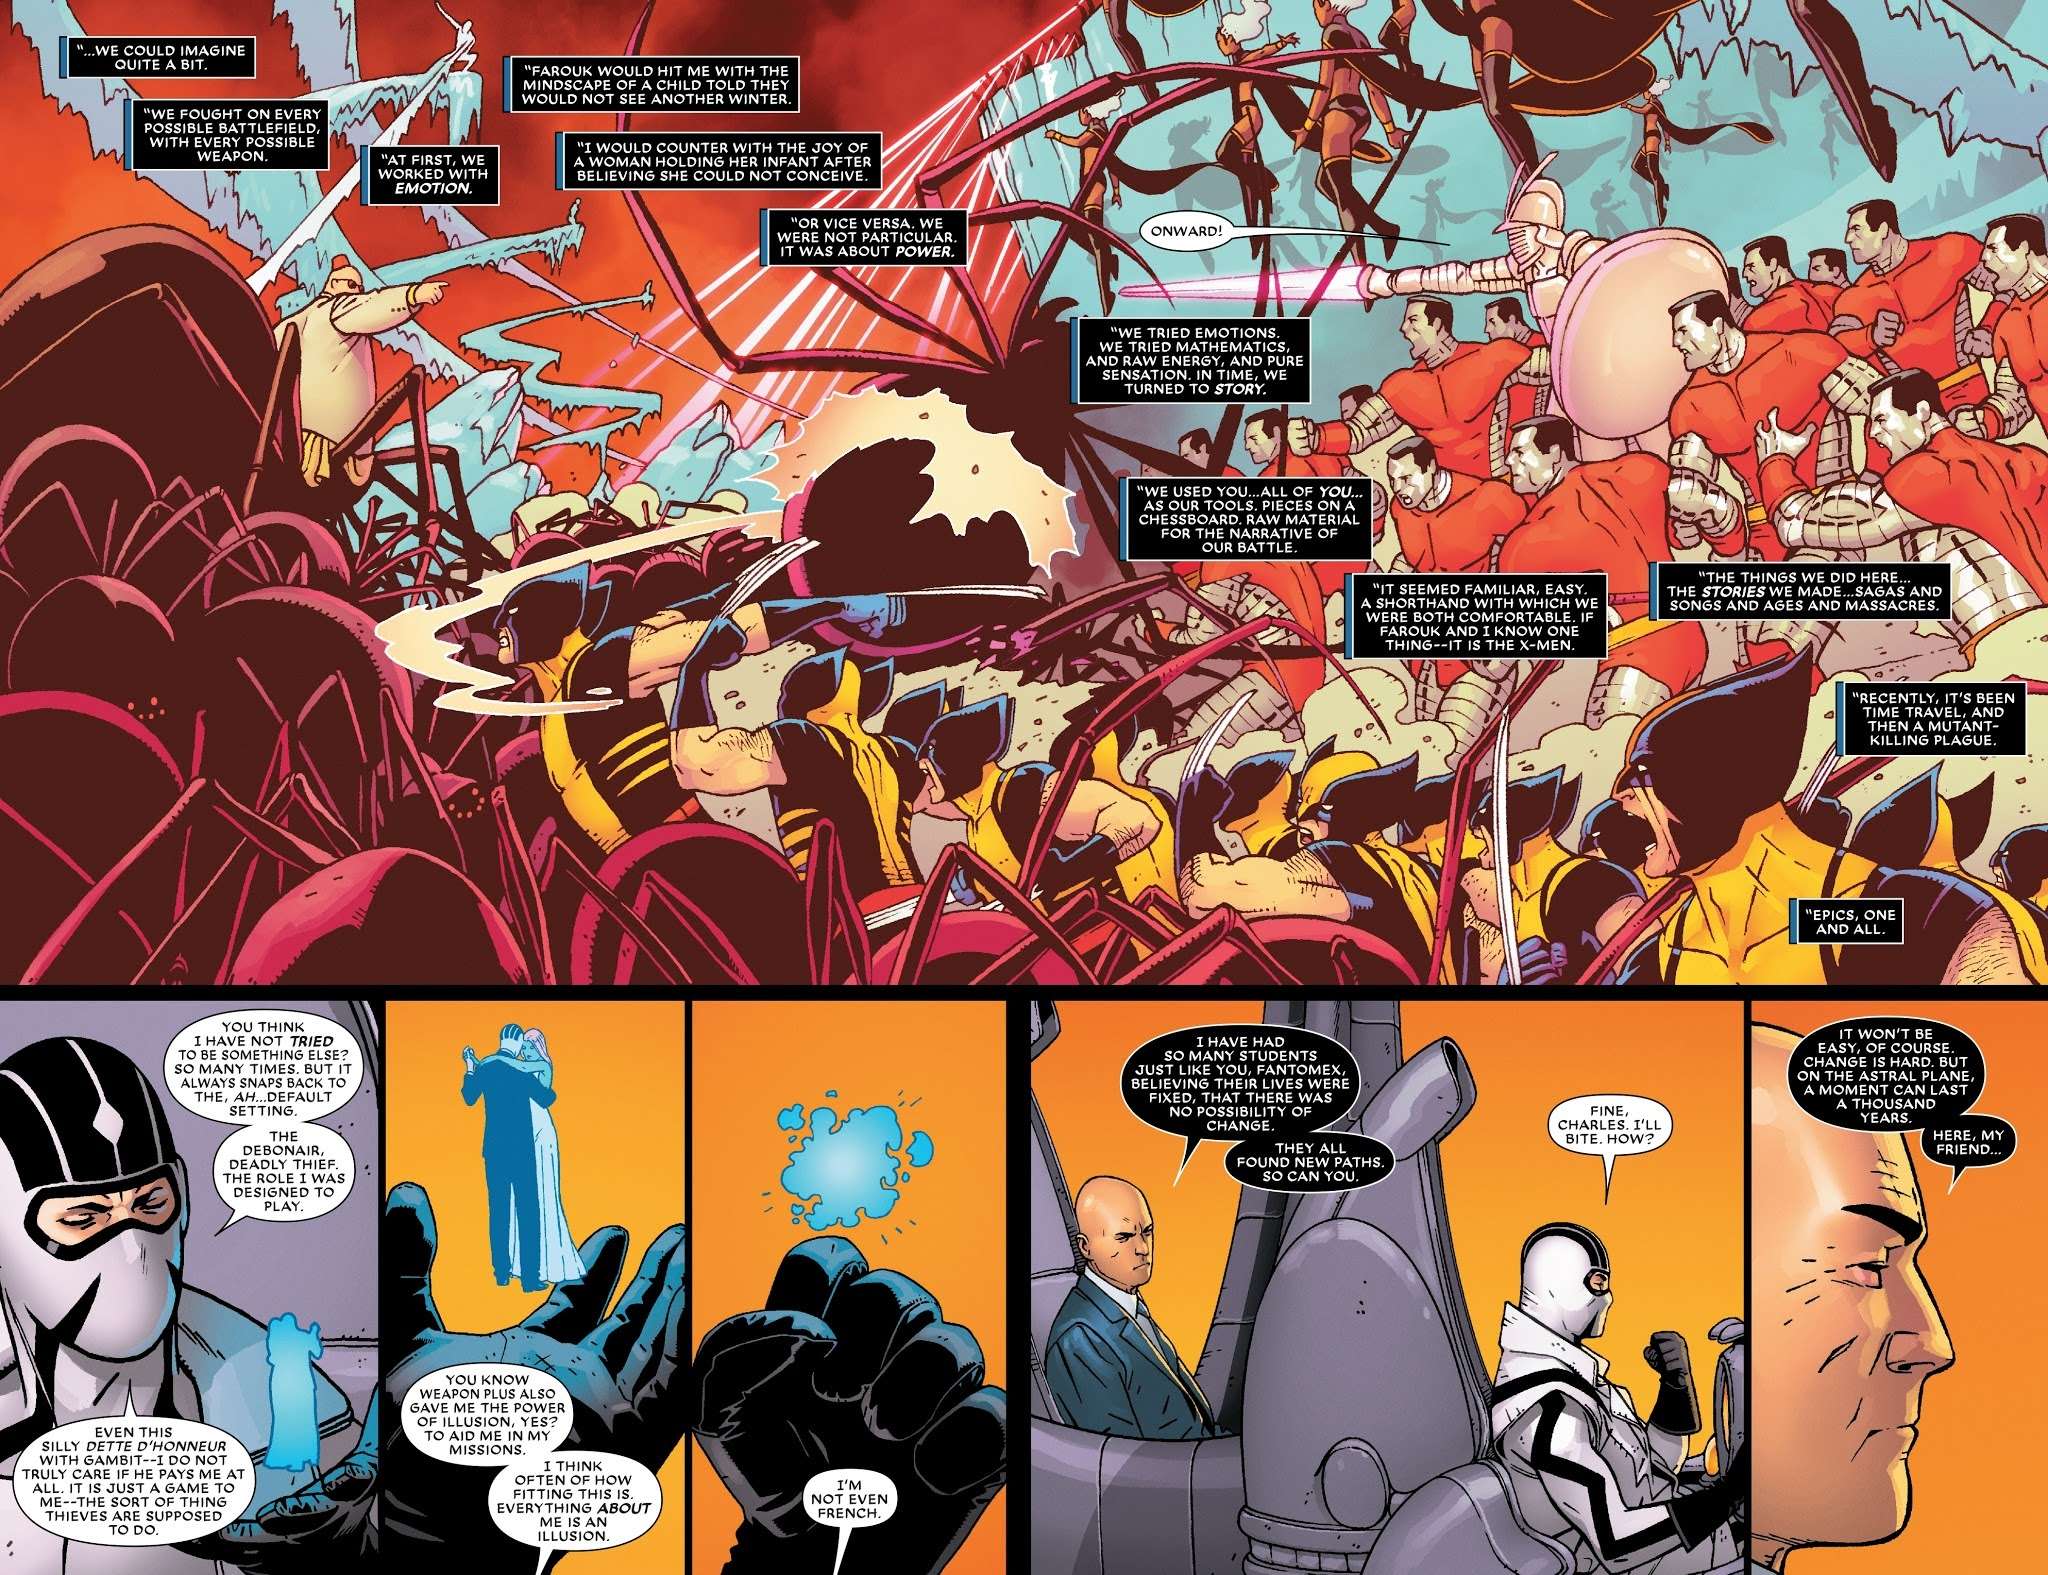 "...WE COULD IMAGINE
QUITE A BIT.
"WE FOUGHT ON EVERY
POSSIBLE BATTLEFIELD,
WITH EVERY POSSIBLE
WEAPON.
"AT FIRST, WE
WORKED WITH
EMOTION.
"FAROUK WOULD HIT ME WITH THE
MINDSCAPE OF A CHILD TOLD THEY
WOULD NOT SEE ANOTHER WINTER.
"I WOULD COUNTER WITH THE JOY OF
A WOMAN HOLDING HER INFANT AFTER
BELIEVING SHE COULD NOT CONCEIVE.
"OR VICE VERSA. WE
WERE NOT PARTICULAR.
IT WAS ABOUT POWER.
ONWARD!
"WE TRIED EMOTIONS.
WE TRIED MATHEMATICS,
AND RAW ENERGY, AND PURE
SENSATION. IN TIME, WE
TURNED TO STORY.
"WE USED YOU...ALL OF YOU...
AS OUR TOOLS. PIECES ON A
CHESSBOARD. RAW MATERIAL
FOR THE NARRATIVE OF
OUR BATTLE.
"IT SEEMED FAMILIAR, EASY.
A SHORTHAND WITH WHICH WE
WERE BOTH COMFORTABLE. IF
FAROUK AND I KNOW ONE
THING--IT IS THE X-MEN.
"THE THINGS WE DID HERE...
THE STORIES WE MADE...SAGAS AND
SONGS AND AGES AND MASSACRES.
"RECENTLY, IT'S BEEN
TIME TRAVEL, AND
THEN A MUTANT-
KILLING PLAGUE.
"EPICS, ONE
AND ALL.
YOU THINK
I HAVE NOT TRIED
TO BE SOMETHING ELSE?
SO MANY TIMES. BUT IT
ALWAYS SNAPS BACK TO
THE, AH...DEFAULT
SETTING.
THE
DEBONAIR,
DEADLY THIEF.
THE ROLE I WAS
DESIGNED TO
PLAY.
EVEN THIS
SILLY DETTE D'HONNEUR
WITH GAMBIT--I DO NOT
TRULY CARE IF HE PAYS ME AT
ALL. IT IS JUST A GAME TO
ME--THE SORT OF THING
THIEVES ARE SUPPOSED
TO DO.
YOU KNOW
WEAPON PLUS ALSO
GAVE ME THE POWER
OF ILLUSION, YES?
TO AID ME IN MY
MISSIONS.
I THINK
OFTEN OF HOW
FITTING THIS IS.
EVERYTHING ABOUT
ME IS AN
ILLUSION.
I'M
NOT EVEN
FRENCH.
I HAVE HAD
SO MANY STUDENTS
JUST LIKE YOU, FANTOMEX,
BELIEVING THEIR LIVES WERE
FIXED, THAT THERE WAS
NO POSSIBILITY OF
CHANGE.
THEY ALL
FOUND NEW PATHS.
SO CAN YOU.
FINE,
CHARLES. I'LL
BITE. HOW?
IT WON'T BE
EASY, OF COURSE.
CHANGE IS HARD. BUT
ON THE ASTRAL PLANE,
A MOMENT CAN LAST
A THOUSAND
YEARS.
HERE, MY
FRIEND...